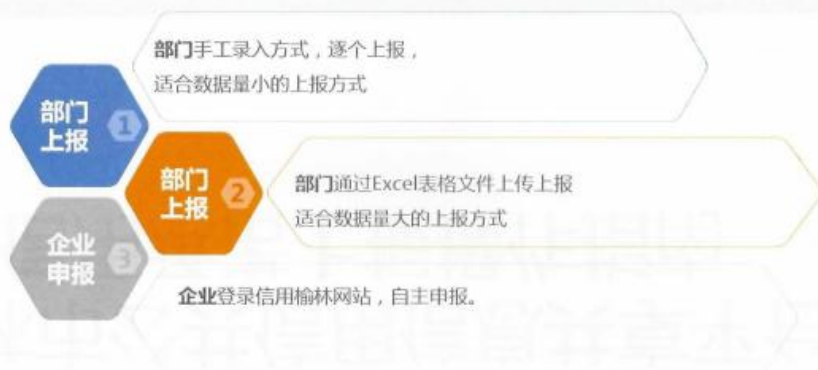 部门手工录入方式，逐个上报，
适合数据量小的上报方式
部门
上报
1
部门
上报
2
部门通过Excel表格文件上传上报
适合数据量大的上报方式
企业
申报
3
企业登录信用榆林网站，自主申报。